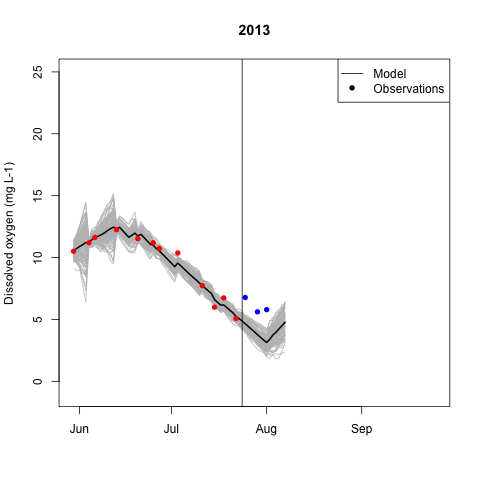 2013
Model
Observations
Dissolved oxygen (mg L-1)
25
20
15
10
5
0
Jun
Jul
Aug
Sep